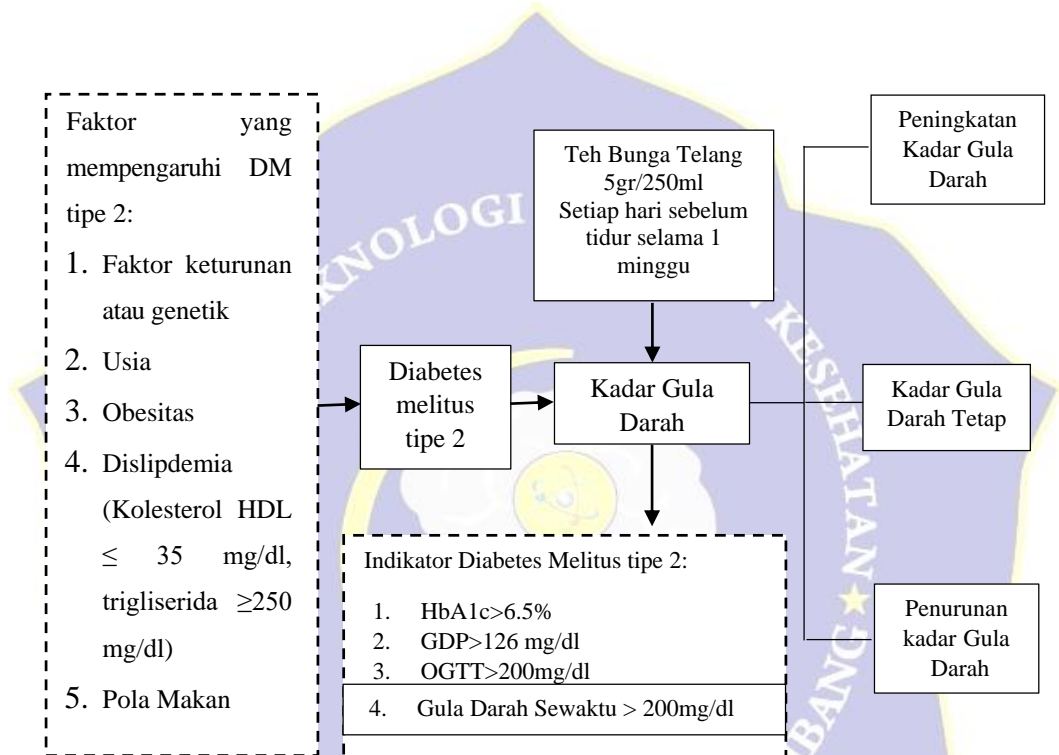 Faktor yang
mempengaruhi DM
tipe 2:
1. Faktor keturunan
atau genetik
2. Usia
3. Obesitas
4. Dislipdemia
(Kolesterol HDL
≤ 35 mg/dl,
trigliserida ≥250
mg/dl)
5. Pola Makan
Diabetes
melitus
tipe 2
Teh Bunga Telang
5gr/250ml
Setiap hari sebelum
tidur selama 1
minggu
Kadar Gula
Darah
Indikator Diabetes Melitus tipe 2:
1. HbA1c>6.5%
2. GDP>126 mg/dl
3. OGTT>200mg/dl
4. Gula Darah Sewaktu > 200mg/dl
Peningkatan
Kadar Gula
Darah
Kadar Gula
Darah Tetap
Penurunan
kadar Gula
Darah
KESEHATAN